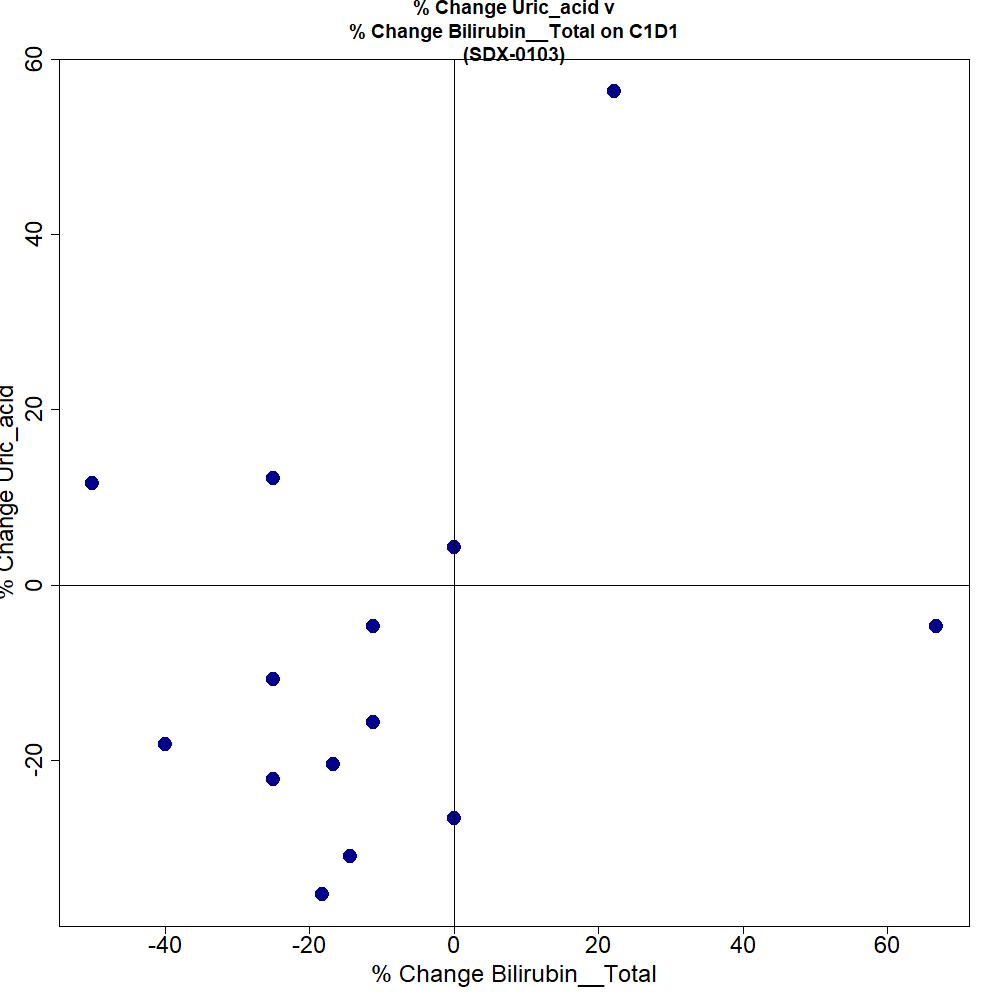 % Change Uric_acid v
% Change Bilirubin__Total on C1D1
(SDX-0103)
60
40
20
0
-20
% Change Uric_acid
-40
-20
0
20
40
60
% Change Bilirubin__Total